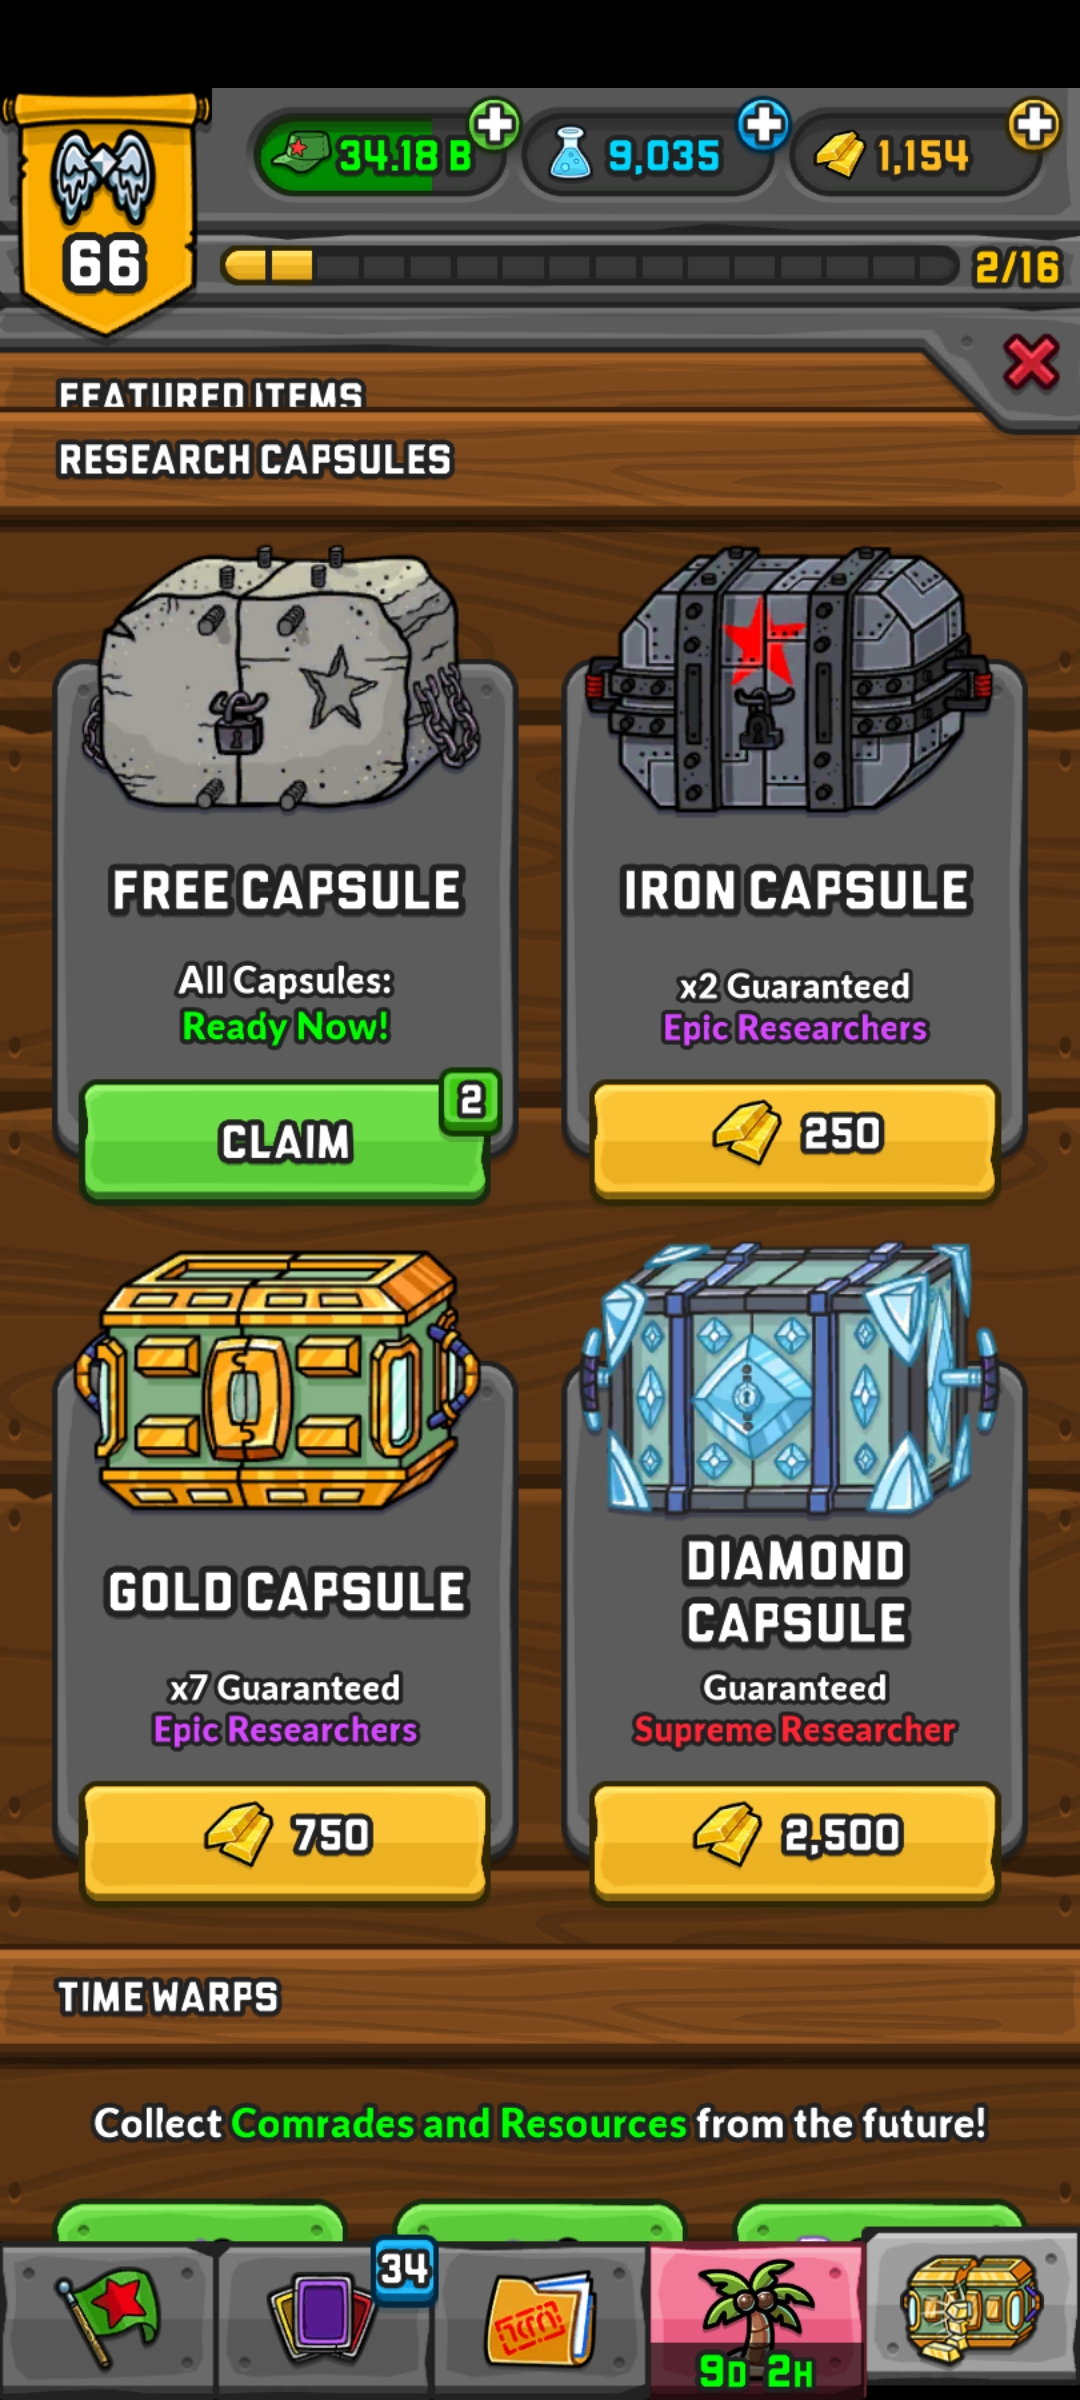 34.18 B
9,035
1,154
66
2/16
FEATURED ITEMS
RESEARCH CAPSULES
FREE CAPSULE
IRON CAPSULE
All Capsules:
Ready Now!
x2 Guaranteed
Epic Researchers
2
CLAIM
250
GOLD CAPSULE
DIAMOND
CAPSULE
x7 Guaranteed
Epic Researchers
Guaranteed
Supreme Researcher
750
2,500
TIME WARPS
Collect Comrades and Resources from the future!
34
9D 2H